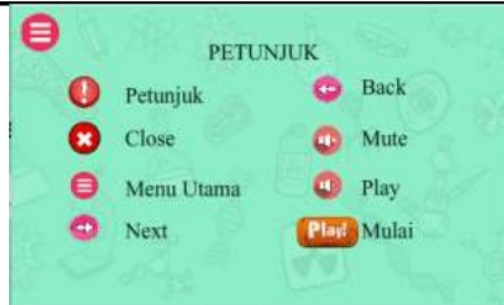 PETUNJUK
Petunjuk
Close
Menu Utama
Next
Back
Mute
Play
Play! Mulai